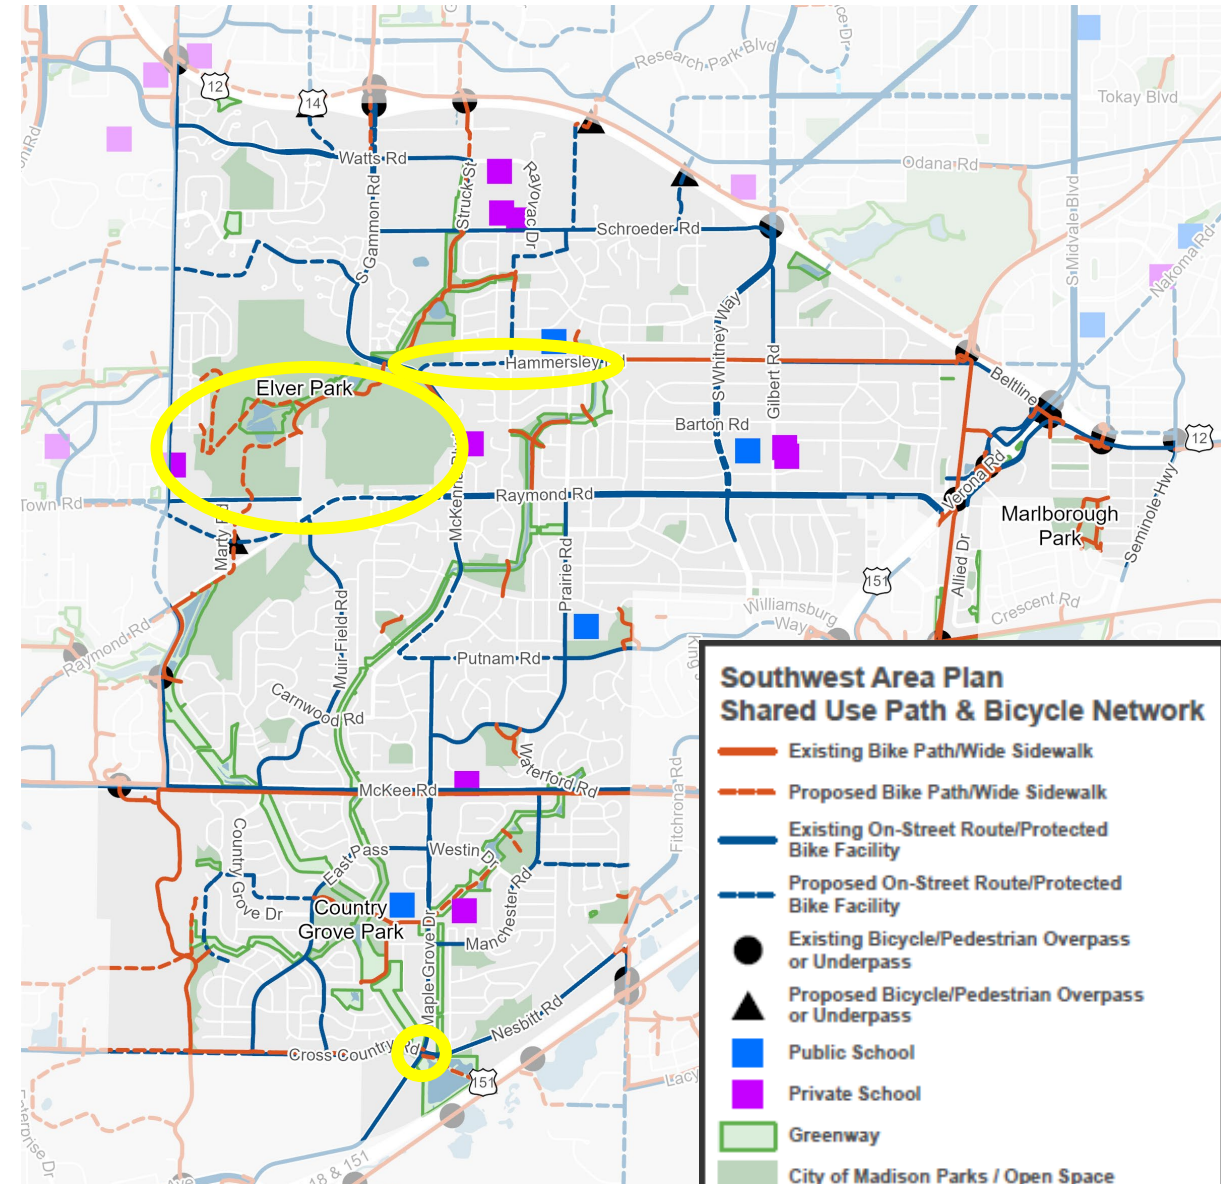 Research Park Blvd
12
14
Tokay Blvd
Watts Rd
Odana Rd
Struck St
Rayovac Dr
S Gammon Rd
Schroeder Rd
S Midvale Blvd
Nakoma Rd
S Whitney Way
Gilbert Rd
Hammersley
Elver Park
Beltline
Barton Rd
12
Town Rd
Raymond Rd
Verona Rd
Marlborough
Park
Seminole Hwy
Marty Rd
Prairie Rd
Allied Dr
151
Muir Field Rd
Williamsburg
Way
Crescent Rd
Raymond Rd
Putnam Rd
Carnwood Rd
Waterford Rd
McKee Rd
Fitchrona Rd
Country Grove Dr
East Pass
Westin Dr
Manchester Rd
Country
Grove Park
Maple Grove Dr
Manchester
Nesbitt Rd
Cross Country Rd
151
Lacy
18 & 151
Southwest Area Plan
Shared Use Path & Bicycle Network
Existing Bike Path/Wide Sidewalk
Proposed Bike Path/Wide Sidewalk
Existing On-Street Route/Protected
Bike Facility
Proposed On-Street Route/Protected
Bike Facility
Existing Bicycle/Pedestrian Overpass
or Underpass
Proposed Bicycle/Pedestrian Overpass
or Underpass
Public School
Private School
Greenway
City of Madison Parks / Open Space